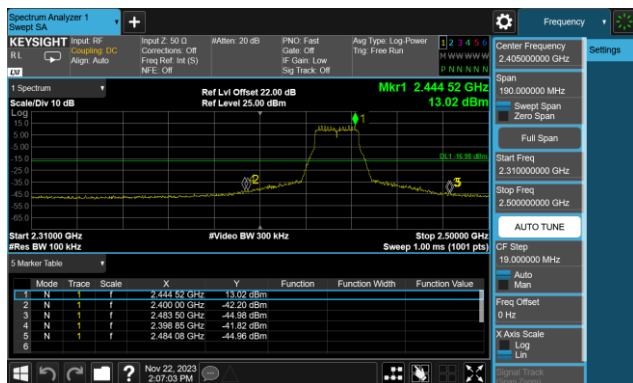 Spectrum Analyzer 1
Swept SA
Frequency
KEYSIGHT
RL
Input: RF
Coupling: DC
Align: Auto
Input Z: 50 Ω
Corrections: Off
Freq Ref: Int (S)
NFE: Off
#Atten: 20 dB
PNO: Fast
Gate: Off
IF Gain: Low
Sig Track: Off
Avg Type: Log-Power
Trig: Free Run
1 2 3 4 5 6
M W W W W W
P N N N N N
LXI
1 Spectrum
Scale/Div 10 dB
Ref Lvl Offset 22.00 dB
Ref Level 25.00 dBm
Mkr1 2.444 52 GHz
13.02 dBm
Log
15.0
5.00
-5.00
-15.0
-25.0
-35.0
-45.0
-55.0
-65.0
1
DL1 -16.95 dBm
2
Start 2.31000 GHz
#Res BW 100 kHz
#Video BW 300 kHz
Stop 2.50000 GHz
Sweep 1.00 ms (1001 pts)
5 Marker Table
Mode Trace Scale X Y Function Function Width Function Value
1 N 1 f 2.444 52 GHz 13.02 dBm
2 N 1 f 2.400 00 GHz -42.20 dBm
3 N 1 f 2.483 50 GHz -44.98 dBm
4 N 1 f 2.398 85 GHz -41.82 dBm
5 N 1 f 2.484 08 GHz -44.96 dBm
6
Nov 22, 2023
2:07:03 PM
?
Center Frequency
2.405000000 GHz
Span
190.000000 MHz
Swept Span
Zero Span
Full Span
Start Freq
2.310000000 GHz
Stop Freq
2.500000000 GHz
AUTO TUNE
CF Step
19.000000 MHz
Auto
Man
Freq Offset
0 Hz
X Axis Scale
Log
Lin
Signal Track
(Span Zoom)
Settings